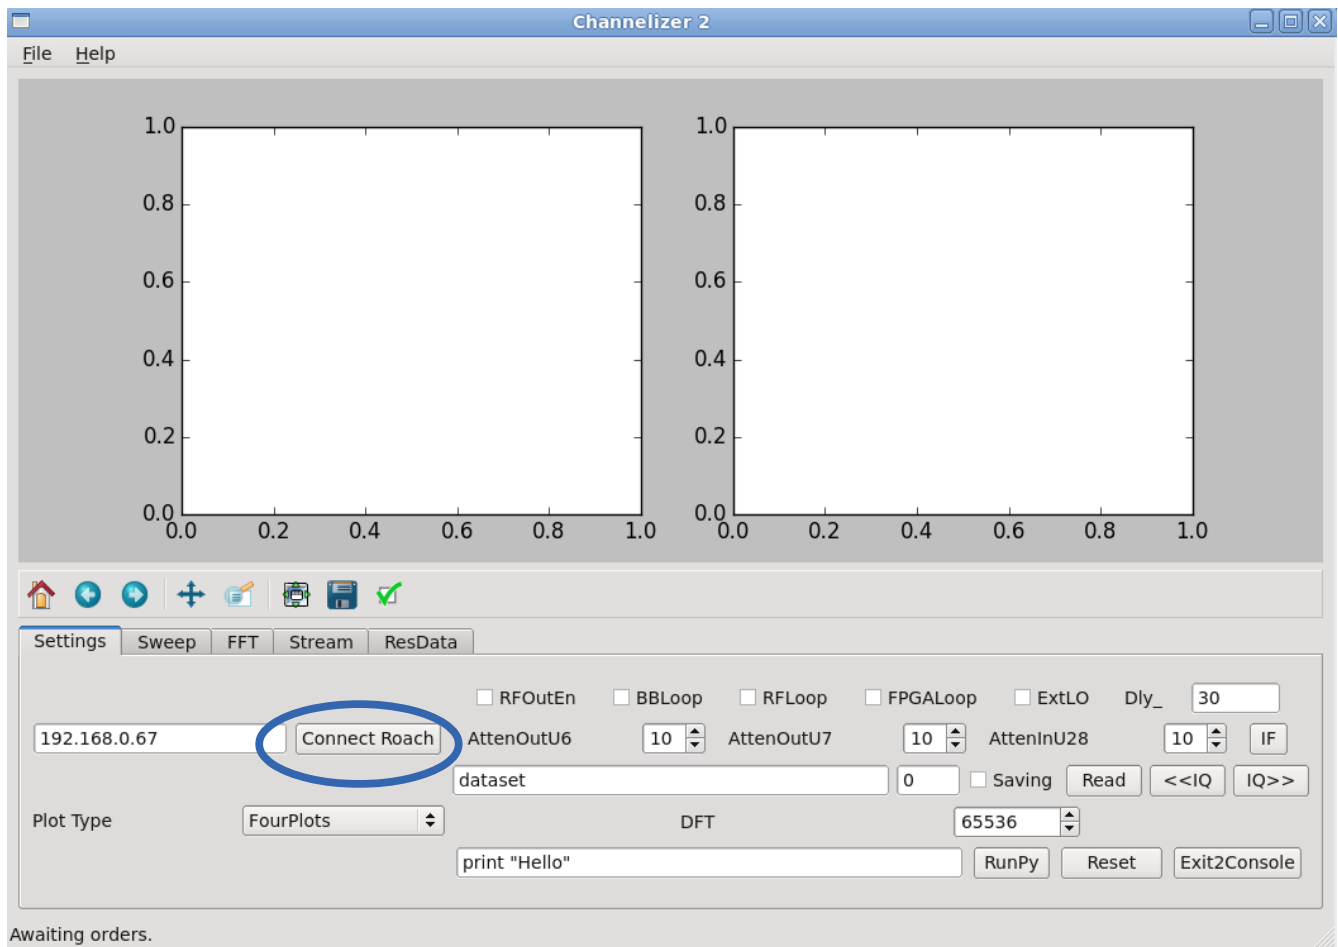 Channelizer 2
File Help
1.0 1.0
0.8 0.8
0.6 0.6
0.4 0.4
0.2 0.2
0.0 0.0
0.0 0.2 0.4 0.6 0.8 1.0 0.0 0.2 0.4 0.6 0.8 1.0
Settings Sweep FFT Stream ResData
RFOutEn BBLoop RFLoop FPGALoop ExtLO Dly_ 30
192.168.0.67 Connect Roach AttenOutU6 10 AttenOutU7 10 AttenInU28 10 IF
dataset 0 Saving Read <<IQ IQ>>
Plot Type FourPlots DFT 65536
print "Hello" RunPy Reset Exit2Console
Awaiting orders.